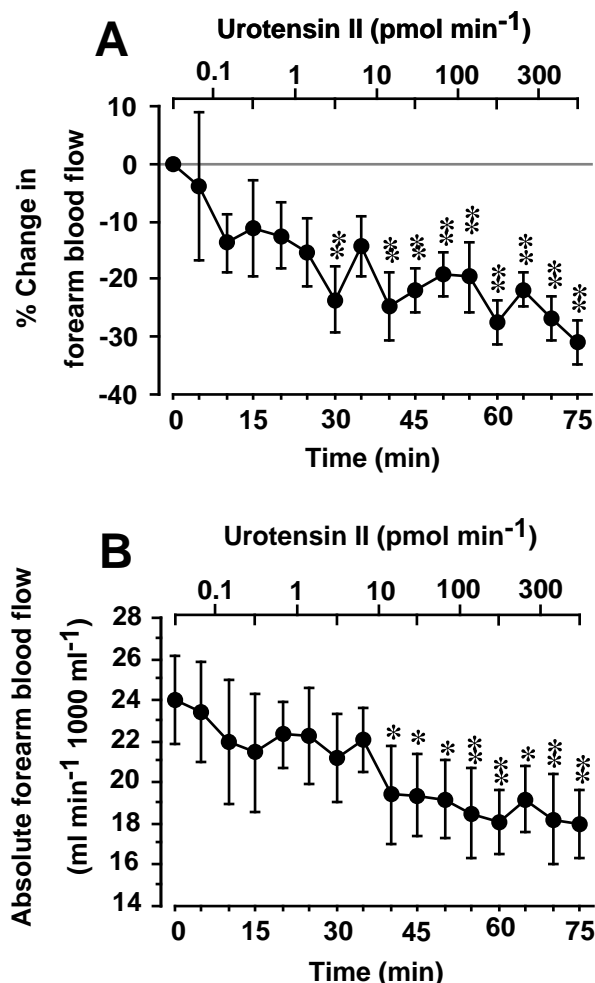 A
Urotensin II (pmol min-1)
0.1 1 10 100 300
10
0
-10
-20
-30
-40
% Change in
forearm blood flow
** ** ** ** ** ** ** ** **
0 15 30 45 60 75
Time (min)
B
Urotensin II (pmol min-1)
0.1 1 10 100 300
28
26
24
22
20
18
16
14
Absolute forearm blood flow
(ml min-1 1000 ml-1)
* * * ** ** * ** **
0 15 30 45 60 75
Time (min)